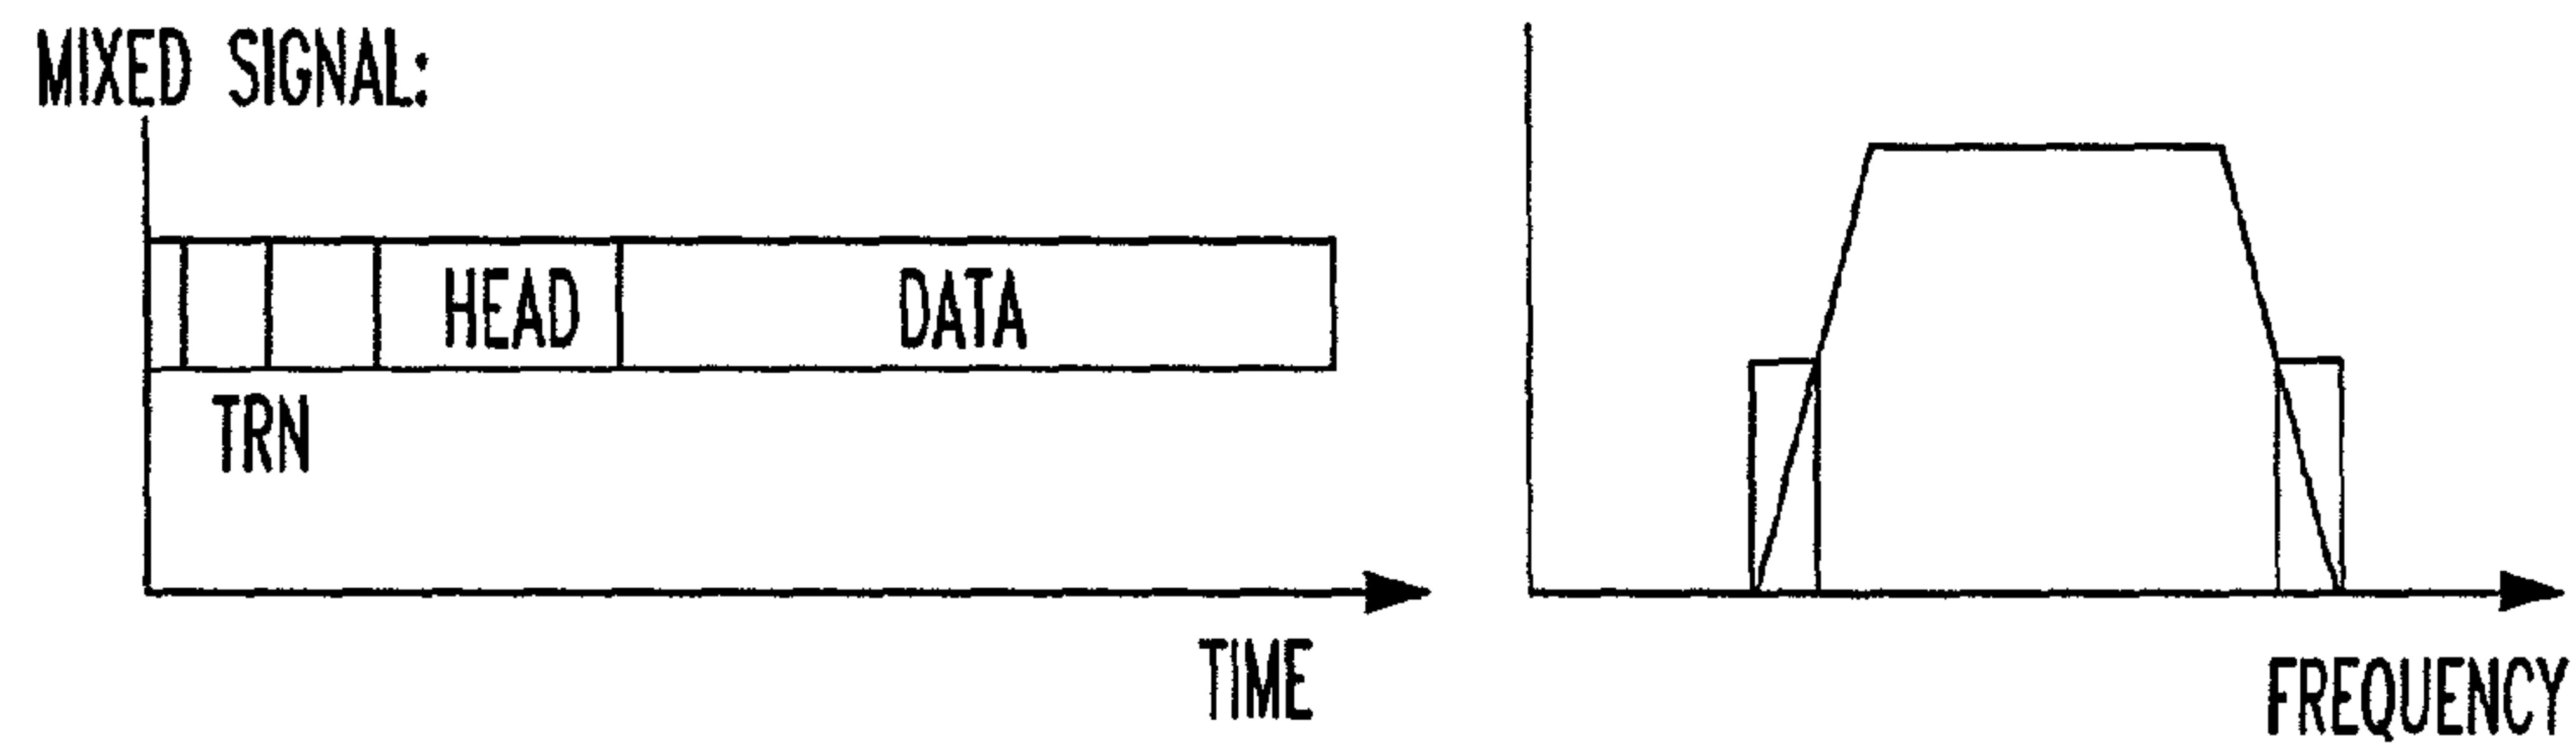 MIXED SIGNAL:
HEAD
DATA
TRN
TIME
FREQUENCY